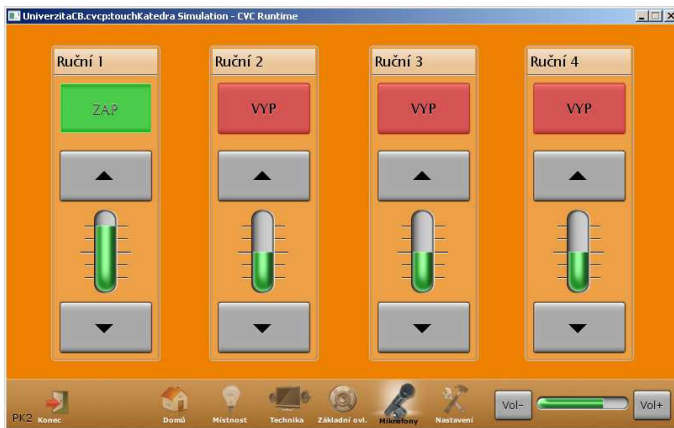 UniverzitaCB.cvcp:touchKatedra Simulation - CVC Runtime
Ruční 1 Ruční 2 Ruční 3 Ruční 4
ZAP VYP VYP VYP
PK2 Konec Domů Místnost Technika Základní ovl. Mikrofony Nastavení Vol- Vol+